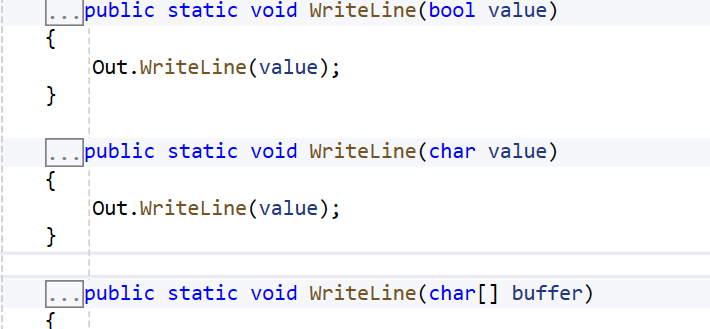 ...public static void WriteLine(bool value)
{
Out.WriteLine(value);
}
...public static void WriteLine(char value)
{
Out.WriteLine(value);
}
...public static void WriteLine(char[] buffer)
{